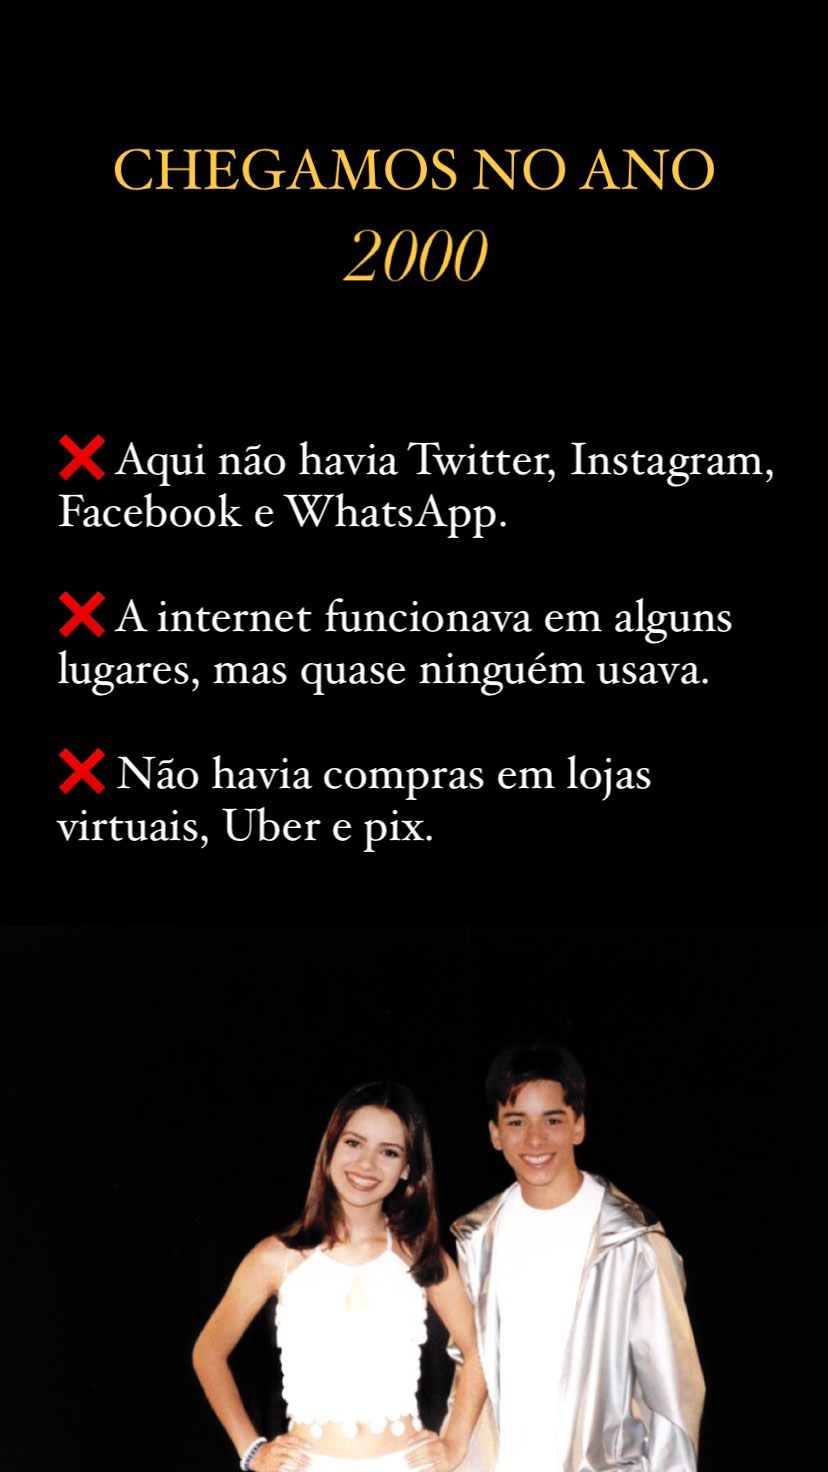 CHEGAMOS NO ANO
2000
❌ Aqui não havia Twitter, Instagram,
Facebook e WhatsApp.
❌ A internet funcionava em alguns
lugares, mas quase ninguém usava.
❌ Não havia compras em lojas
virtuais, Uber e pix.